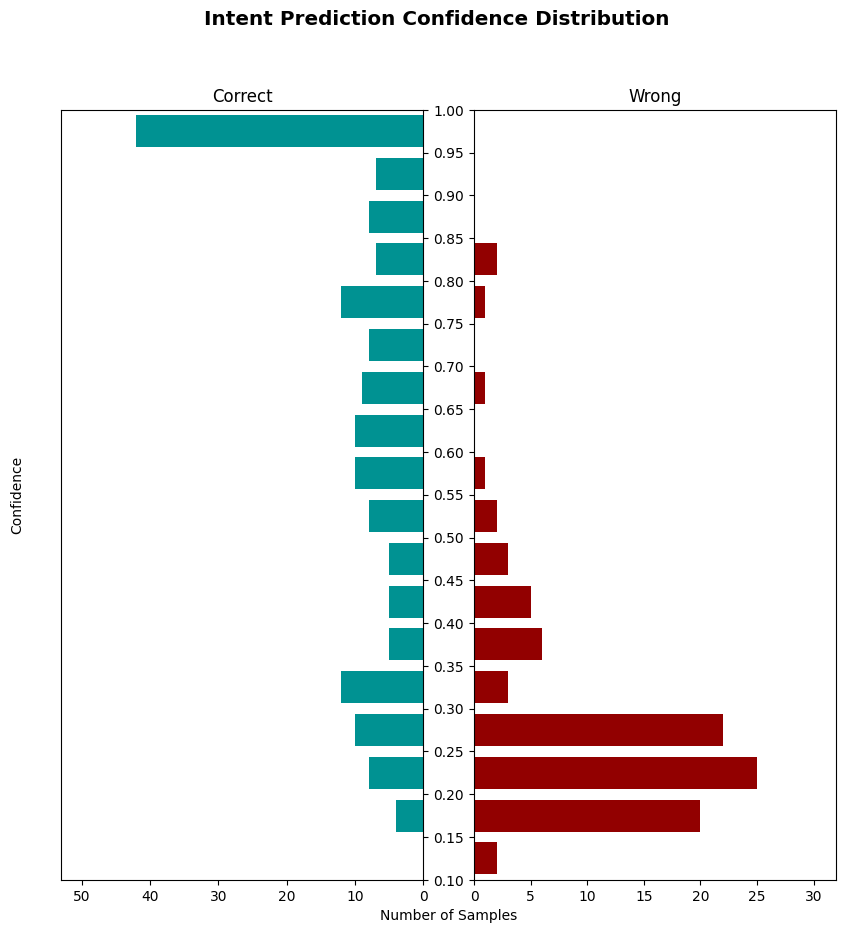 Intent Prediction Confidence Distribution
Correct
Wrong
1.00
0.95
0.90
0.85
0.80
0.75
0.70
0.65
0.60
0.55
0.50
0.45
0.40
0.35
0.30
0.25
0.20
0.15
0.10
Confidence
50 40 30 20 10 0
0 5 10 15 20 25 30
Number of Samples